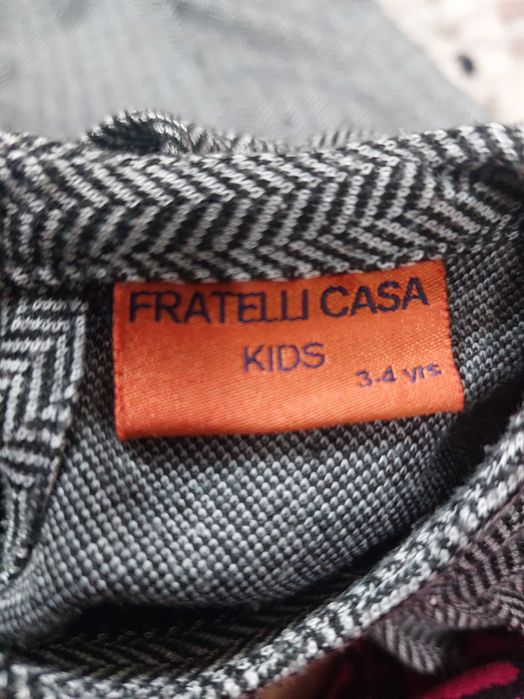 FRATELLI CASA
KIDS
3-4 yrs